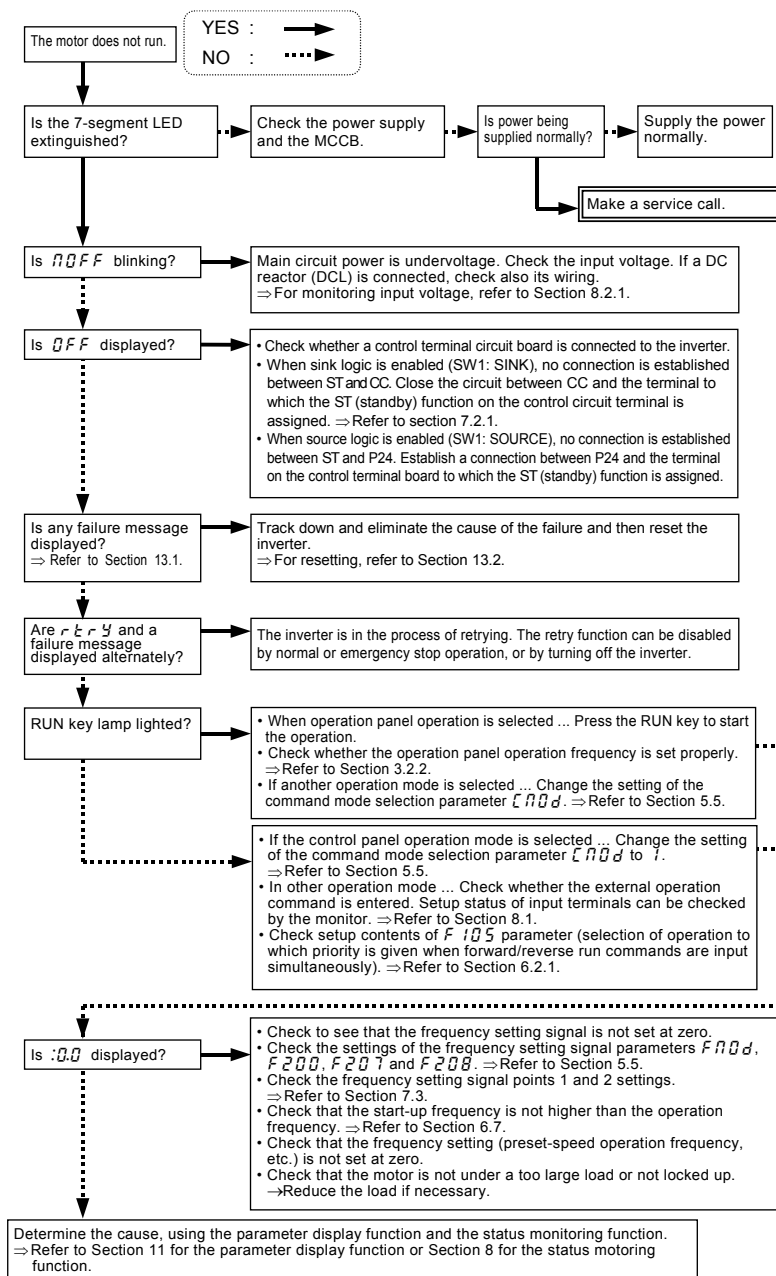 The motor does not run.
YES :
NO :
Is the 7-segment LED
extinguished?
Check the power supply
and the MCCB.
Is power being
supplied normally?
Supply the power
normally.
Make a service call.
Is MOFF blinking?
Main circuit power is undervoltage. Check the input voltage. If a DC
reactor (DCL) is connected, check also its wiring.
⇒For monitoring input voltage, refer to Section 8.2.1.
Is OFF displayed?
• Check whether a control terminal circuit board is connected to the inverter.
• When sink logic is enabled (SW1: SINK), no connection is established
between ST and CC. Close the circuit between CC and the terminal to
which the ST (standby) function on the control circuit terminal is
assigned. ⇒Refer to section 7.2.1.
• When source logic is enabled (SW1: SOURCE), no connection is established
between ST and P24. Establish a connection between P24 and the terminal
on the control terminal board to which the ST (standby) function is assigned.
Is any failure message
displayed?
⇒ Refer to Section 13.1.
Track down and eliminate the cause of the failure and then reset the
inverter.
⇒For resetting, refer to Section 13.2.
Are rtry and a
failure message
displayed alternately?
The inverter is in the process of retrying. The retry function can be disabled
by normal or emergency stop operation, or by turning off the inverter.
RUN key lamp lighted?
• When operation panel operation is selected ... Press the RUN key to start
the operation.
• Check whether the operation panel operation frequency is set properly.
⇒Refer to Section 3.2.2.
• If another operation mode is selected ... Change the setting of the
command mode selection parameter CMOd. ⇒Refer to Section 5.5.
• If the control panel operation mode is selected ... Change the setting
of the command mode selection parameter CMOd to 1.
⇒Refer to Section 5.5.
• In other operation mode ... Check whether the external operation
command is entered. Setup status of input terminals can be checked
by the monitor. ⇒Refer to Section 8.1.
• Check setup contents of F105 parameter (selection of operation to
which priority is given when forward/reverse run commands are input
simultaneously). ⇒Refer to Section 6.2.1.
Is :0.0 displayed?
• Check to see that the frequency setting signal is not set at zero.
• Check the settings of the frequency setting signal parameters FMOd,
F200, F207 and F208. ⇒Refer to Section 5.5.
• Check the frequency setting signal points 1 and 2 settings.
⇒Refer to Section 7.3.
• Check that the start-up frequency is not higher than the operation
frequency. ⇒Refer to Section 6.7.
• Check that the frequency setting (preset-speed operation frequency,
etc.) is not set at zero.
• Check that the motor is not under a too large load or not locked up.
→Reduce the load if necessary.
Determine the cause, using the parameter display function and the status monitoring function.
⇒Refer to Section 11 for the parameter display function or Section 8 for the status motoring
function.